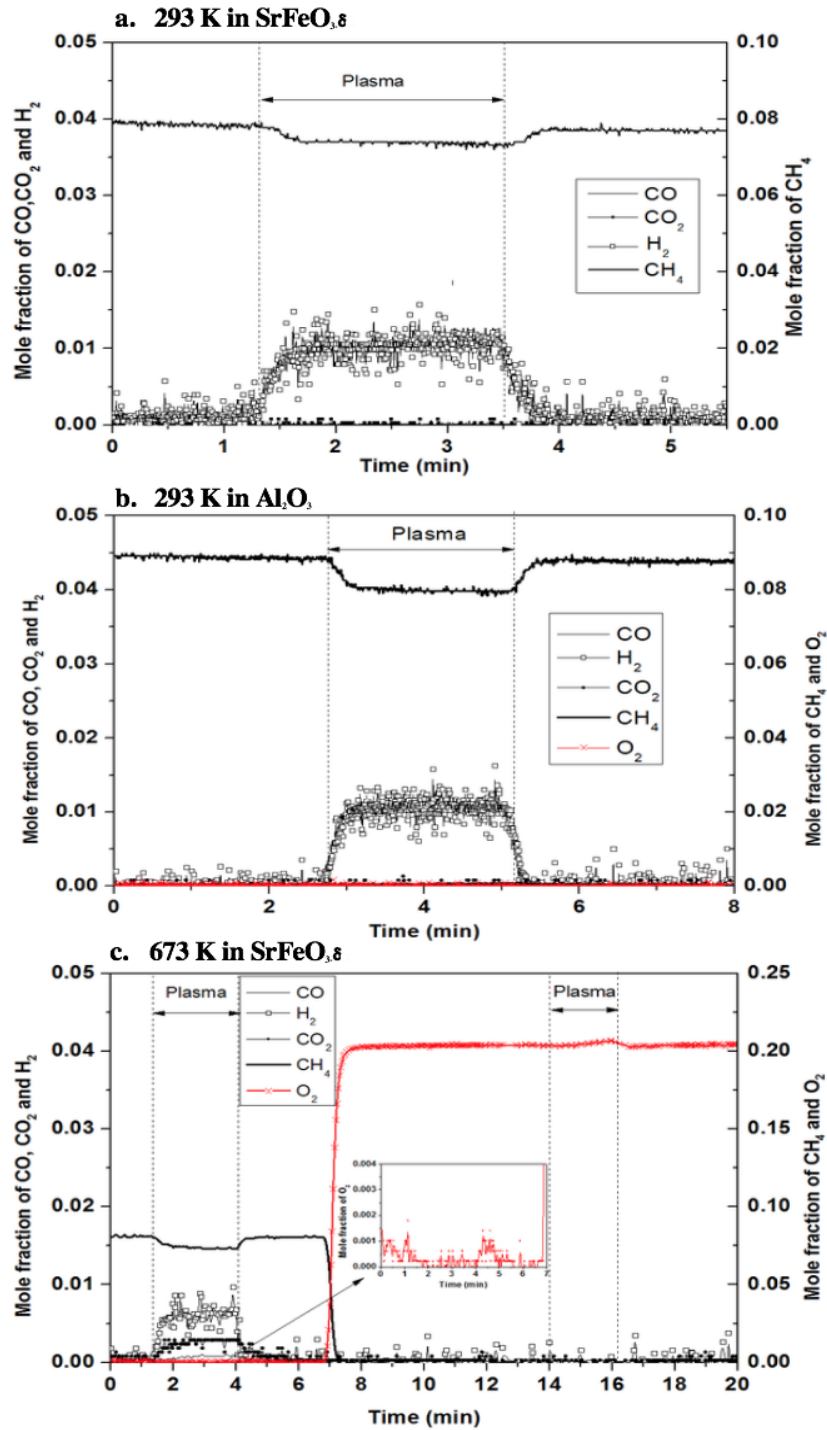 a. 293 K in SrFeO₃.δ
Mole fraction of CO,CO₂ and H₂
0.05
0.04
0.03
0.02
0.01
0.00
Plasma
CO
CO₂
H₂
CH₄
0.10
0.08
0.06
0.04
0.02
0.00
Mole fraction of CH₄
0 1 2 3 4 5
Time (min)
b. 293 K in Al₂O₃
Mole fraction of CO, CO₂ and H₂
0.05
0.04
0.03
0.02
0.01
0.00
Plasma
CO
H₂
CO₂
CH₄
O₂
0.10
0.08
0.06
0.04
0.02
0.00
Mole fraction of CH₄ and O₂
0 2 4 6 8
Time (min)
c. 673 K in SrFeO₃.δ
Mole fraction of CO, CO₂ and H₂
0.05
0.04
0.03
0.02
0.01
0.00
Plasma
CO
H₂
CO₂
CH₄
O₂
Plasma
Mole fraction of O₂
0.004
0.003
0.002
0.001
0.000
0 1 2 3 4 5 6 7
Time (min)
0.25
0.20
0.15
0.10
0.05
0.00
Mole fraction of CH₄ and O₂
0 2 4 6 8 10 12 14 16 18 20
Time (min)